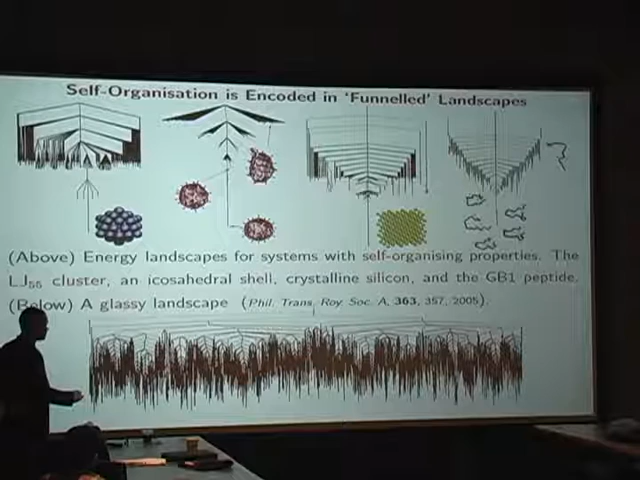 Self-Organisation is Encoded in 'Funnelled' Landscapes
(Above) Energy landscapes for systems with self-organising properties. The
LJ₅₅ cluster, an icosahedral shell, crystalline silicon, and the GB1 peptide.
(Below) A glassy landscape (Phil. Trans. Roy. Soc. A, 363, 357, 2005).